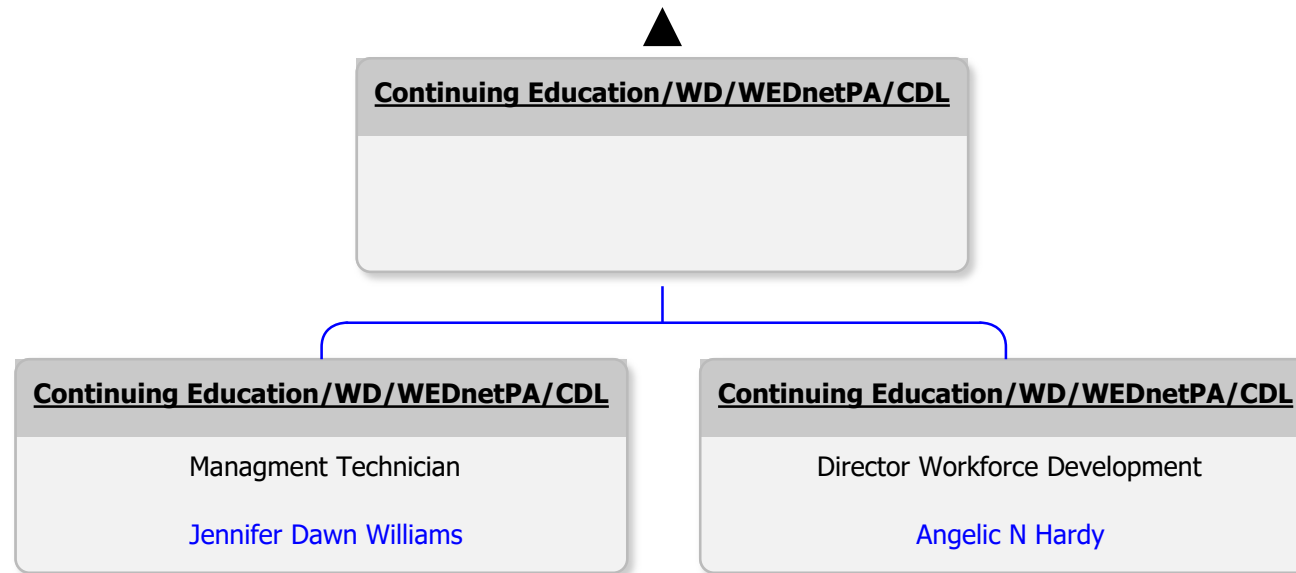 Continuing Education/WD/WEDnetPA/CDL
Continuing Education/WD/WEDnetPA/CDL
Managment Technician
Jennifer Dawn Williams
Continuing Education/WD/WEDnetPA/CDL
Director Workforce Development
Angelic N Hardy